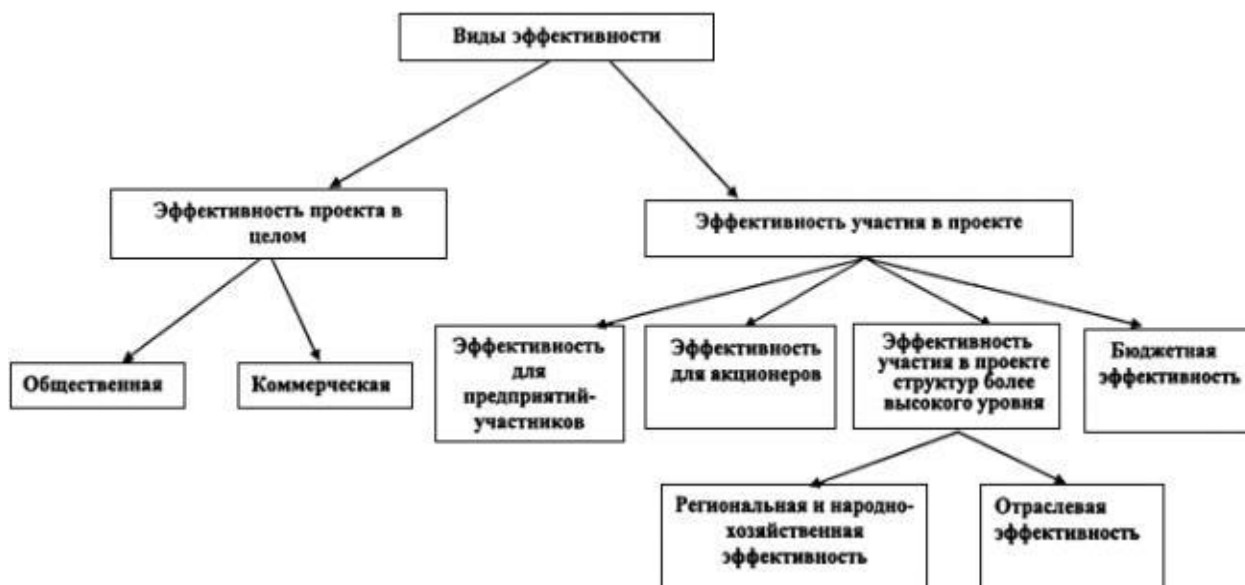 Виды эффективности
Эффективность проекта в
целом
Эффективность участия в проекте
Общественная
Коммерческая
Эффективность
для
предприятий-
участников
Эффективность
для акционеров
Эффективность
участия в проекте
структур более
высокого уровня
Бюджетная
эффективность
Региональная и народно-
хозяйственная
эффективность
Отраслевая
эффективность